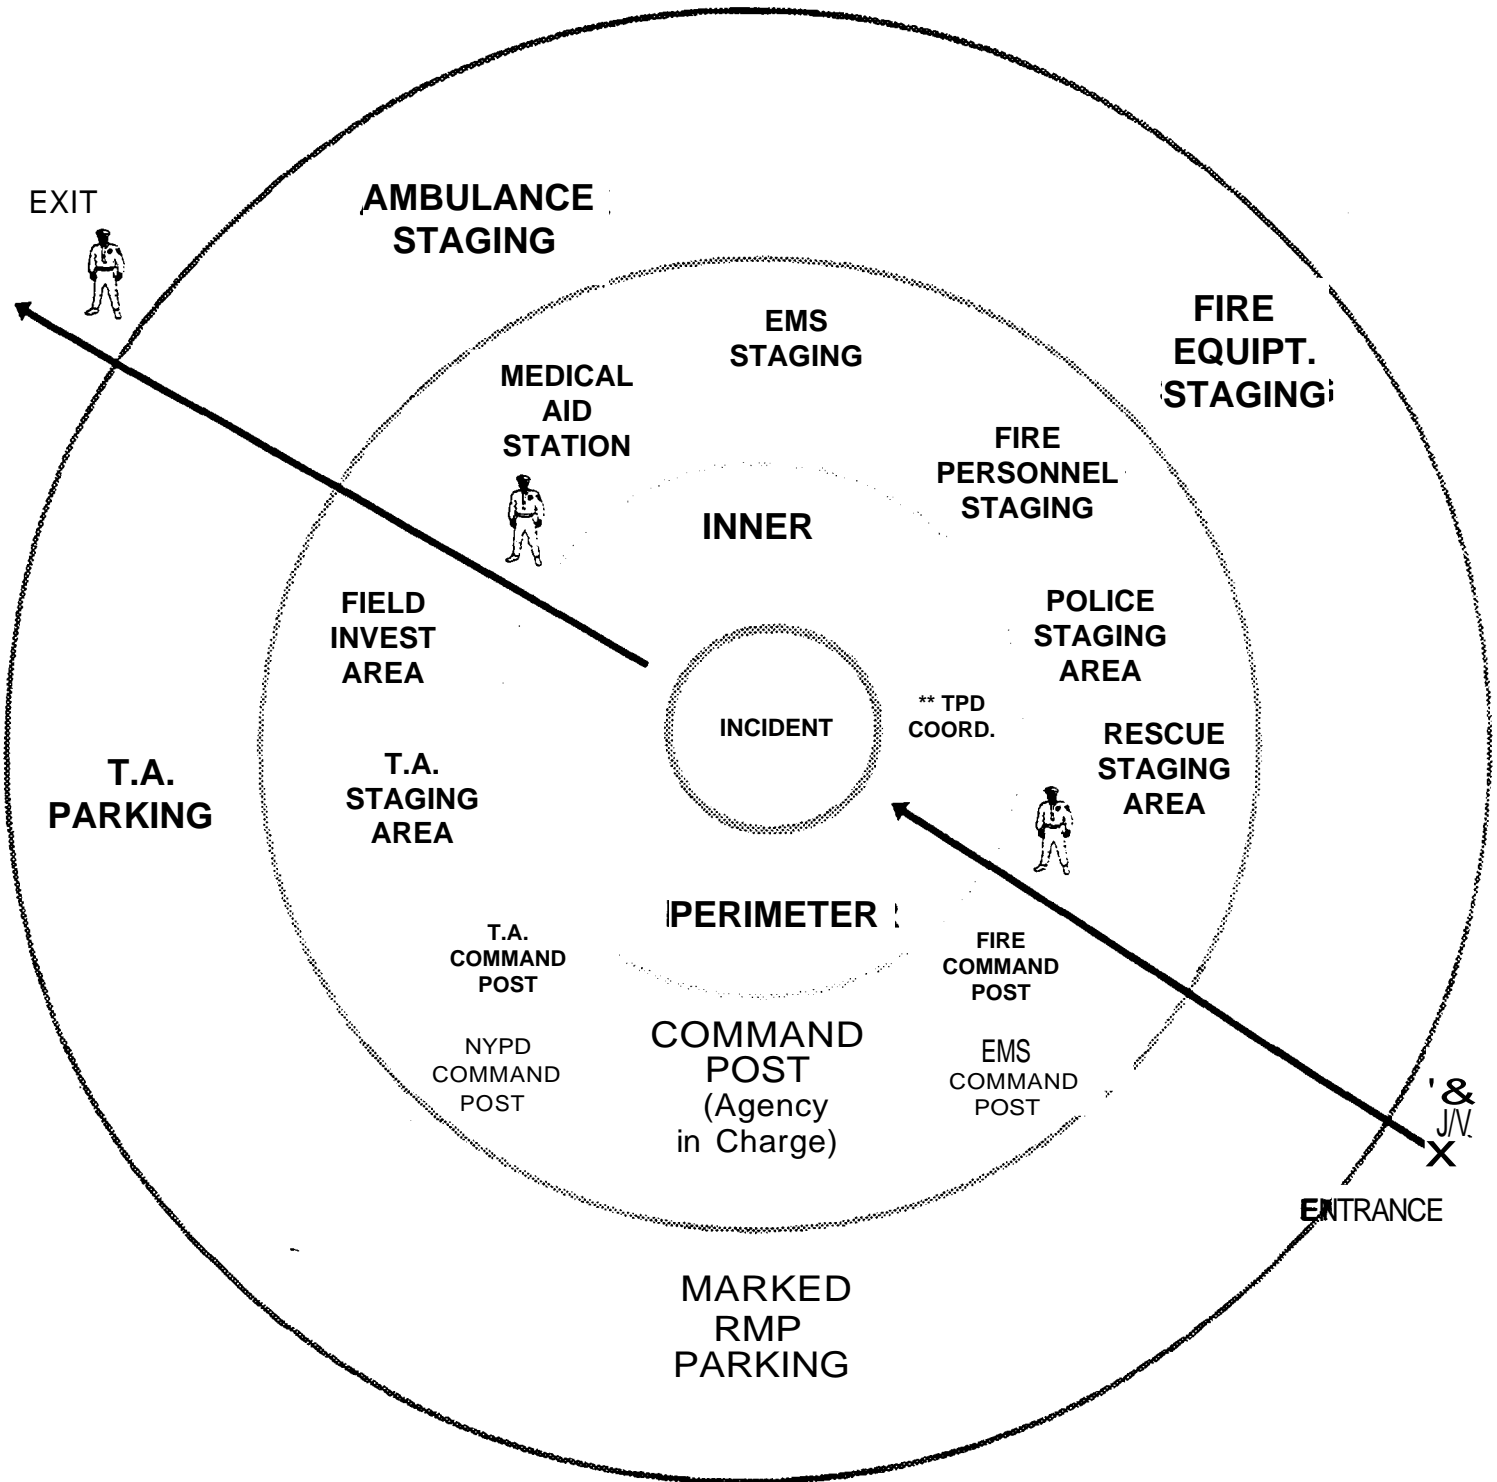 EXIT
AMBULANCE
STAGING
FIRE
EQUIPT.
STAGING
EMS
STAGING
MEDICAL
AID
STATION
FIRE
PERSONNEL
STAGING
INNER
FIELD
INVEST
AREA
POLICE
STAGING
AREA
** TPD
COORD.
INCIDENT
RESCUE
STAGING
AREA
T.A.
PARKING
T.A.
STAGING
AREA
PERIMETER
T.A.
COMMAND
POST
FIRE
COMMAND
POST
NYPD
COMMAND
POST
COMMAND
POST
(Agency
in Charge)
EMS
COMMAND
POST
'&
X
ENTRANCE
MARKED
RMP
PARKING